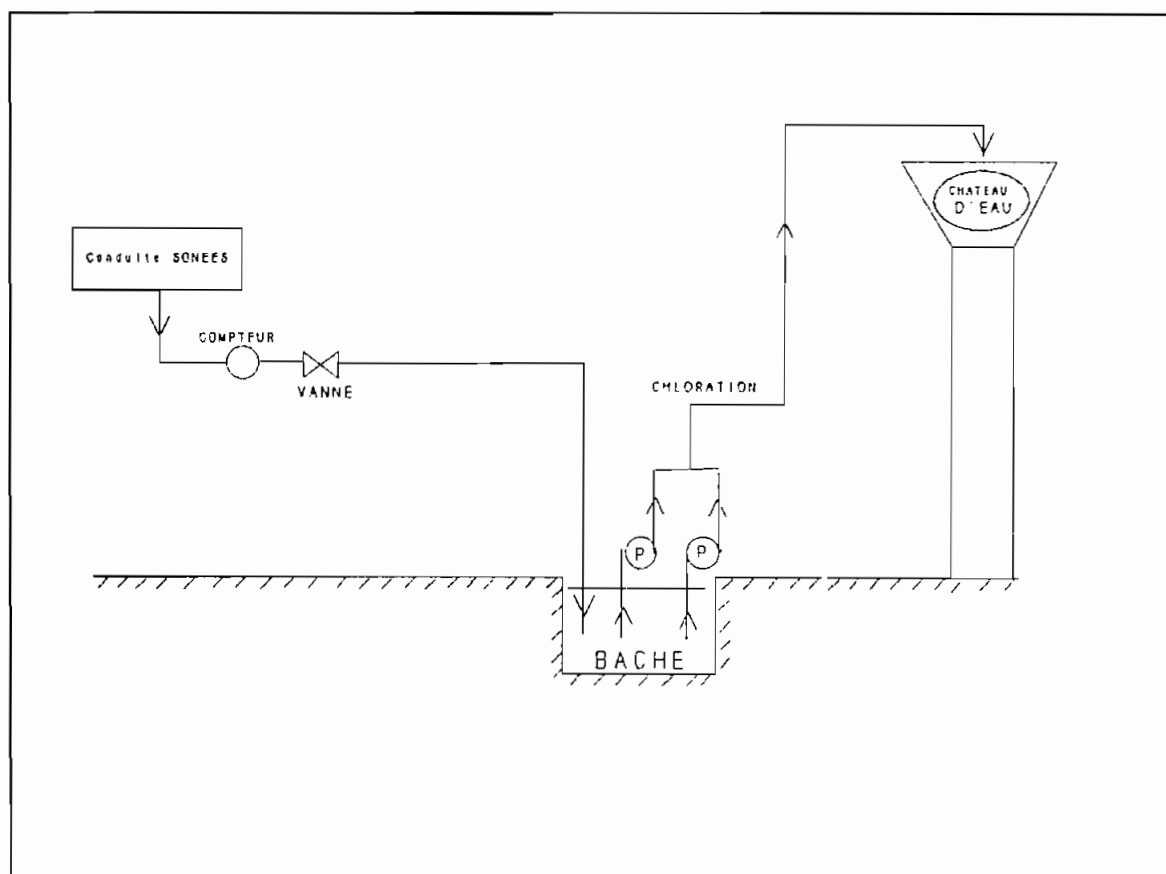 CHATEAU
D'EAU
Conduite SONEES
COMPTEUR
VANNE
CHLORATION
P
P
BACHE